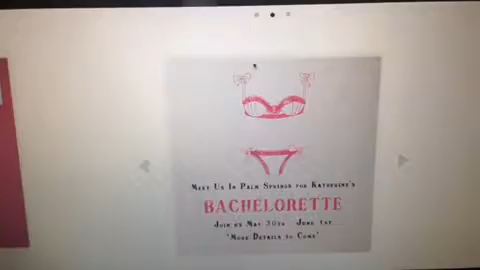 Meet Us In Palm Springs for Katherine's
BACHELORETTE
Join us May 30th - June 1st...
*More Details to Come*